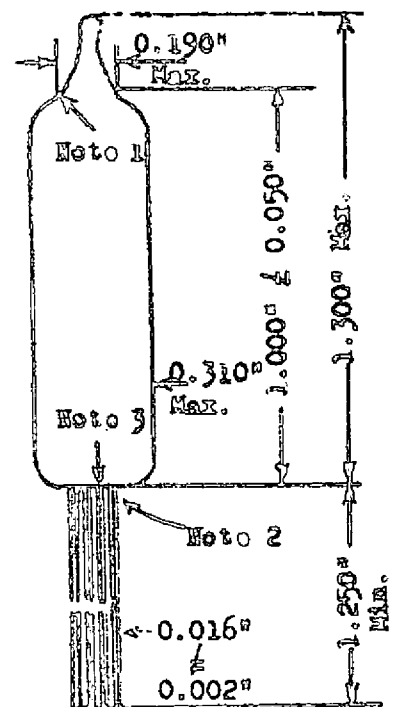 0.190"
Max.
Note 1
1.000" ± 0.050"
1.300" Max.
0.310"
Max.
Note 3
Note 2
1.250"
Min.
0.016"
±
0.002"